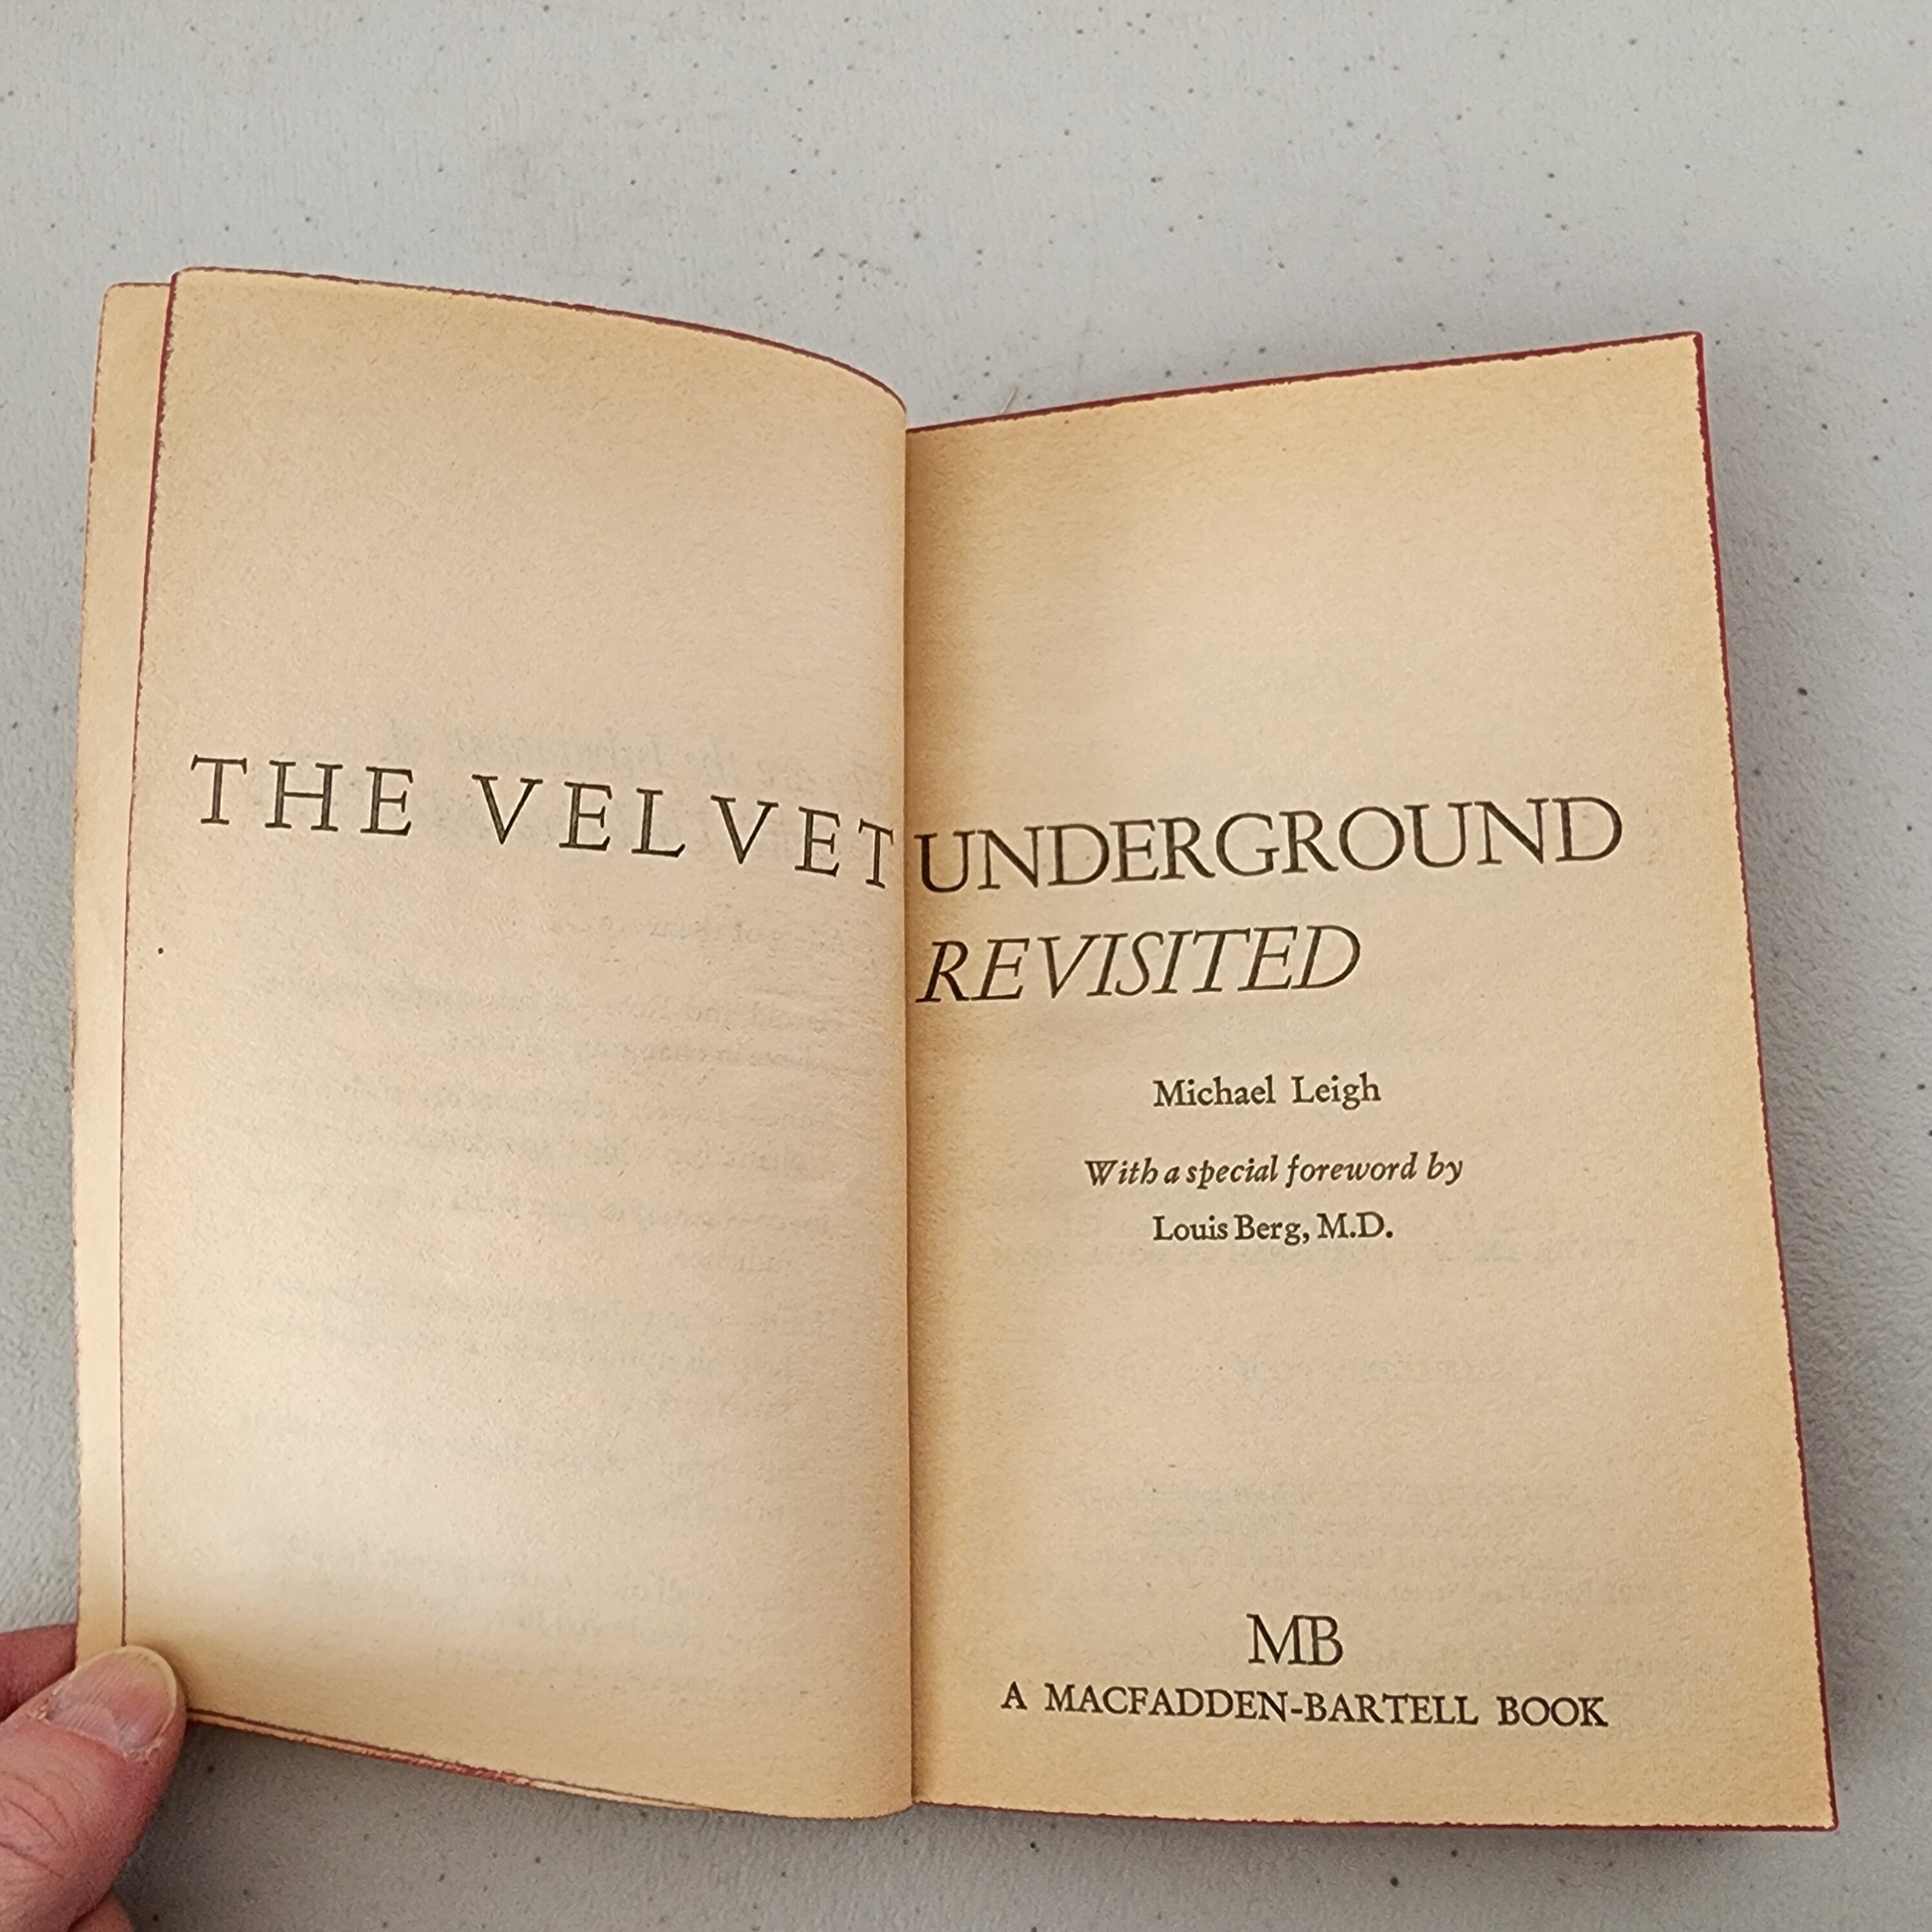 THE VELVET UNDERGROUND
REVISITED
Michael Leigh
With a special foreword by
Louis Berg, M.D.
MB
A MACFADDEN-BARTELL BOOK